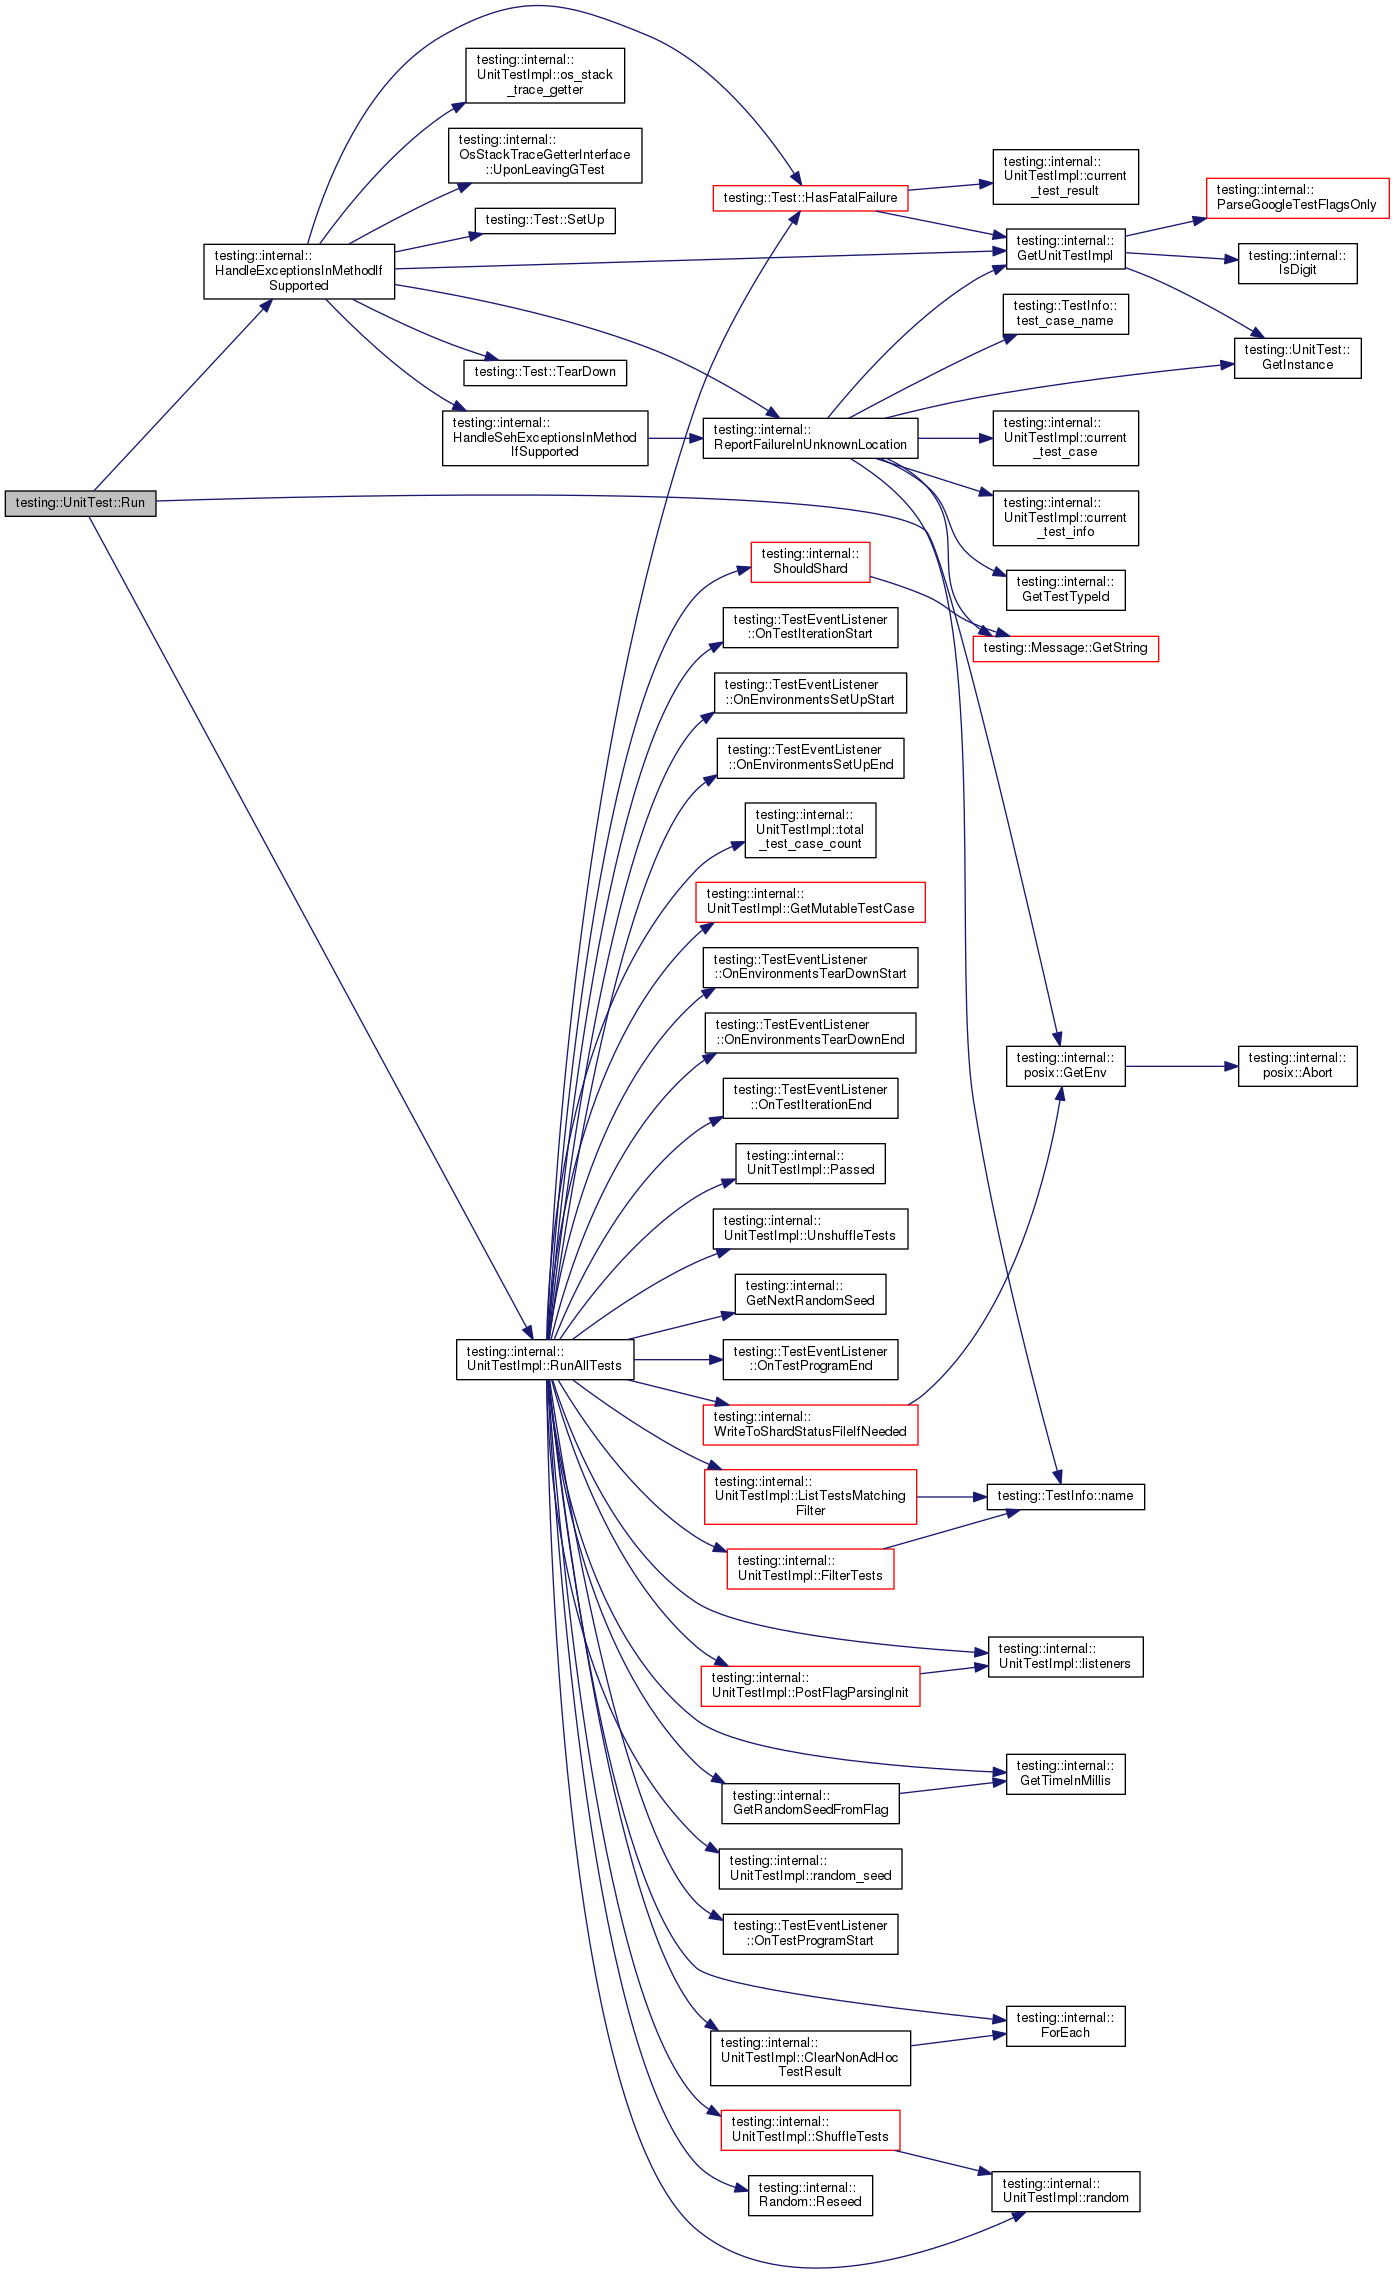 testing::internal::
UnitTestImpl::os_stack
_trace_getter
testing::internal::
OsStackTraceGetterInterface
::UponLeavingGTest
testing::Test::SetUp
testing::internal::
HandleExceptionsInMethodIf
Supported
testing::Test::TearDown
testing::internal::
HandleSehExceptionsInMethod
IfSupported
testing::UnitTest::Run
testing::internal::
UnitTestImpl::RunAllTests
testing::Test::HasFatalFailure
testing::internal::
ReportFailureInUnknownLocation
testing::internal::
ShouldShard
testing::TestEventListener
::OnTestIterationStart
testing::TestEventListener
::OnEnvironmentsSetUpStart
testing::TestEventListener
::OnEnvironmentsSetUpEnd
testing::internal::
UnitTestImpl::total
_test_case_count
testing::internal::
UnitTestImpl::GetMutableTestCase
testing::TestEventListener
::OnEnvironmentsTearDownStart
testing::TestEventListener
::OnEnvironmentsTearDownEnd
testing::TestEventListener
::OnTestIterationEnd
testing::internal::
UnitTestImpl::Passed
testing::internal::
UnitTestImpl::UnshuffleTests
testing::internal::
GetNextRandomSeed
testing::TestEventListener
::OnTestProgramEnd
testing::internal::
WriteToShardStatusFileIfNeeded
testing::internal::
UnitTestImpl::ListTestsMatching
Filter
testing::internal::
UnitTestImpl::FilterTests
testing::internal::
UnitTestImpl::PostFlagParsingInit
testing::internal::
GetRandomSeedFromFlag
testing::internal::
UnitTestImpl::random_seed
testing::TestEventListener
::OnTestProgramStart
testing::internal::
UnitTestImpl::ClearNonAdHoc
TestResult
testing::internal::
UnitTestImpl::ShuffleTests
testing::internal::
Random::Reseed
testing::internal::
UnitTestImpl::current
_test_result
testing::internal::
GetUnitTestImpl
testing::TestInfo::
test_case_name
testing::internal::
UnitTestImpl::current
_test_case
testing::internal::
UnitTestImpl::current
_test_info
testing::internal::
GetTestTypeId
testing::Message::GetString
testing::internal::
posix::GetEnv
testing::TestInfo::name
testing::internal::
UnitTestImpl::listeners
testing::internal::
GetTimeInMillis
testing::internal::
ForEach
testing::internal::
UnitTestImpl::random
testing::internal::
ParseGoogleTestFlagsOnly
testing::internal::
IsDigit
testing::UnitTest::
GetInstance
testing::internal::
posix::Abort